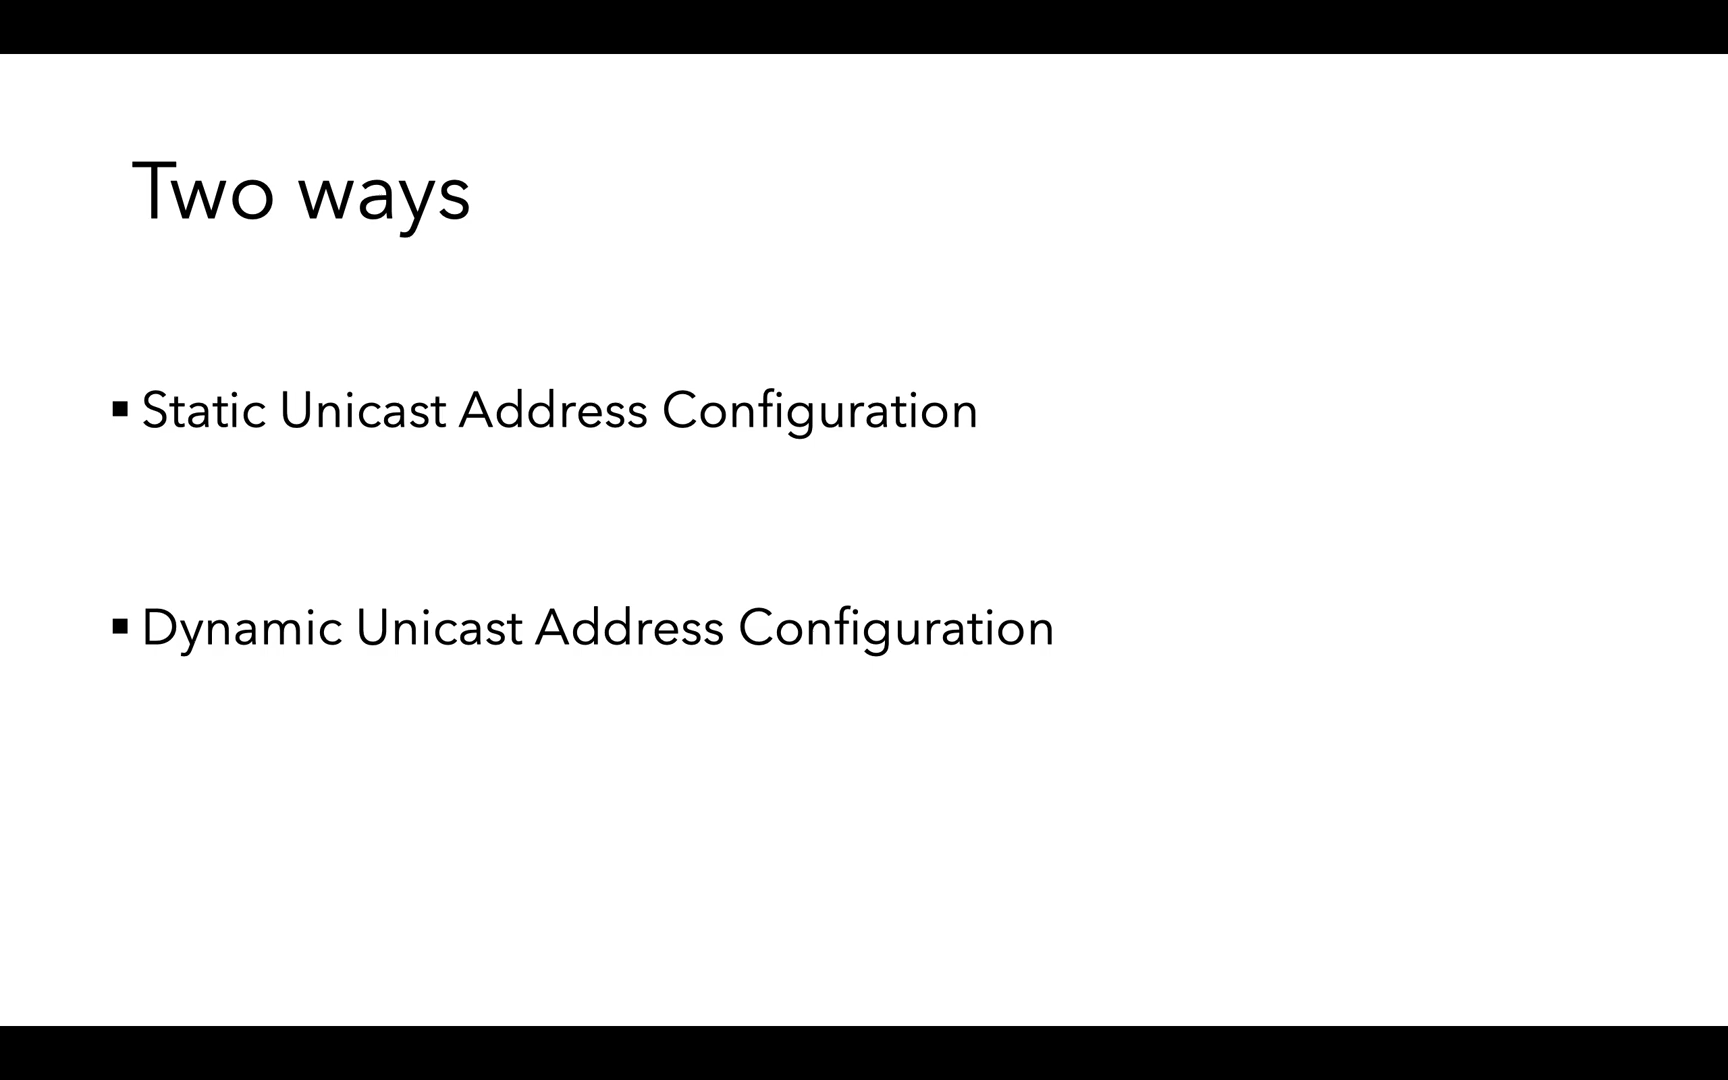 Two ways
▪ Static Unicast Address Configuration
▪ Dynamic Unicast Address Configuration